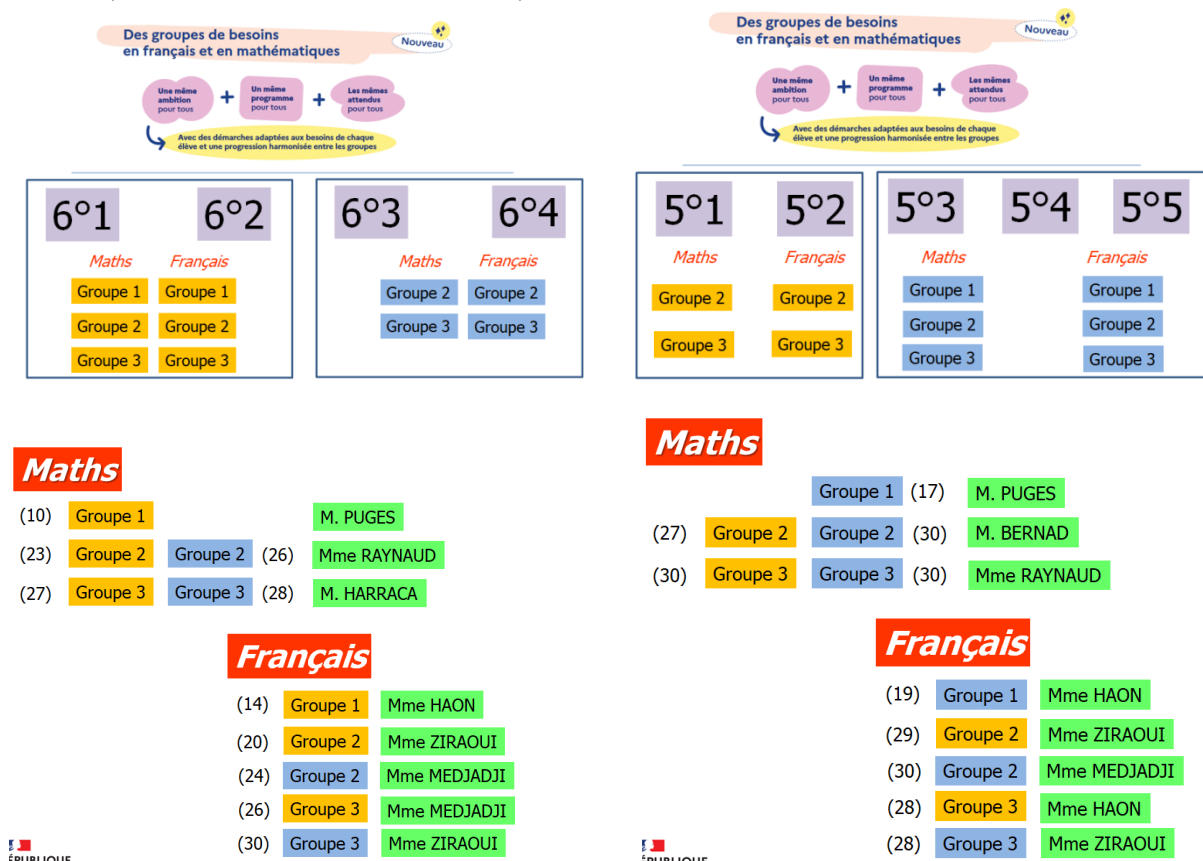 Des groupes de besoins
en français et en mathématiques
Nouveau
Une même
ambition
pour tous
+
Un même
programme
pour tous
+
Les mêmes
attendus
pour tous
Avec des démarches adaptées aux besoins de chaque
élève et une progression harmonisée entre les groupes
6°1 6°2
Maths Français
Groupe 1 Groupe 1
Groupe 2 Groupe 2
Groupe 3 Groupe 3
6°3 6°4
Maths Français
Groupe 2 Groupe 2
Groupe 3 Groupe 3
Maths
(10) Groupe 1 M. PUGES
(23) Groupe 2 Groupe 2 (26) Mme RAYNAUD
(27) Groupe 3 Groupe 3 (28) M. HARRACA
Français
(14) Groupe 1 Mme HAON
(20) Groupe 2 Mme ZIRAOUI
(24) Groupe 2 Mme MEDJADJI
(26) Groupe 3 Mme MEDJADJI
(30) Groupe 3 Mme ZIRAOUI
Des groupes de besoins
en français et en mathématiques
Nouveau
Une même
ambition
pour tous
+
Un même
programme
pour tous
+
Les mêmes
attendus
pour tous
Avec des démarches adaptées aux besoins de chaque
élève et une progression harmonisée entre les groupes
5°1 5°2
Maths Français
Groupe 2 Groupe 2
Groupe 3 Groupe 3
5°3 5°4 5°5
Maths Français
Groupe 1 Groupe 1
Groupe 2 Groupe 2
Groupe 3 Groupe 3
Maths
Groupe 1 (17) M. PUGES
(27) Groupe 2 Groupe 2 (30) M. BERNAD
(30) Groupe 3 Groupe 3 (30) Mme RAYNAUD
Français
(19) Groupe 1 Mme HAON
(29) Groupe 2 Mme ZIRAOUI
(30) Groupe 2 Mme MEDJADJI
(28) Groupe 3 Mme HAON
(28) Groupe 3 Mme ZIRAOUI